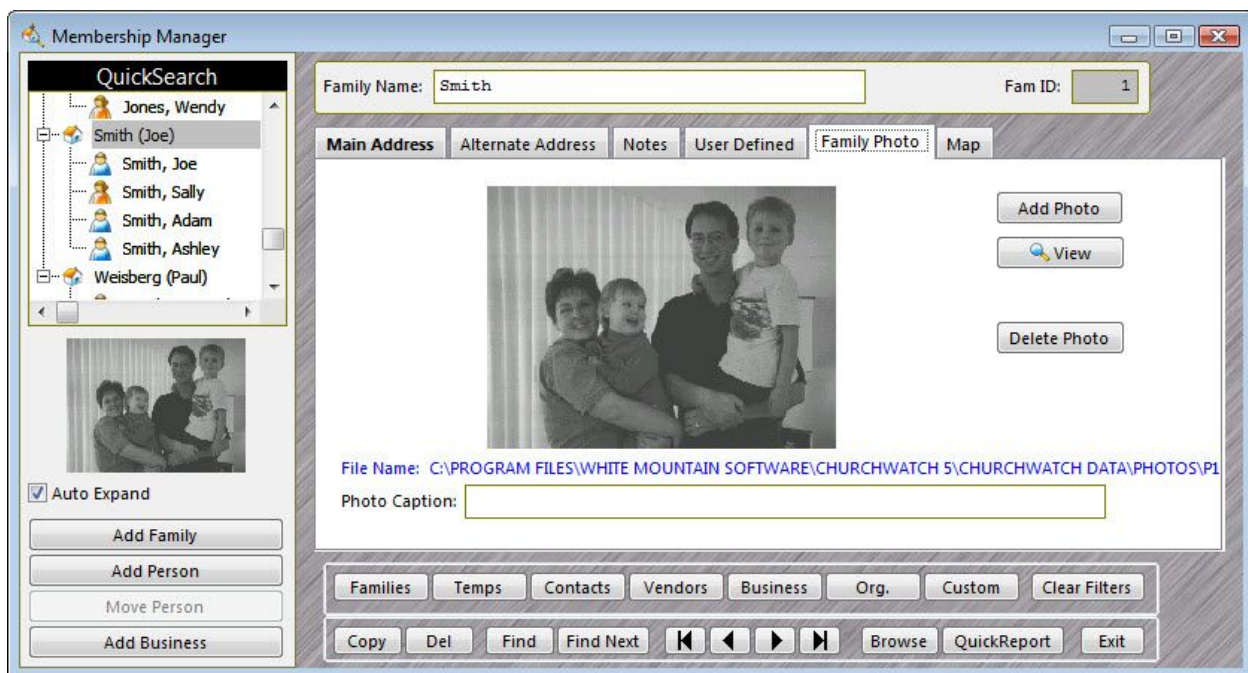 Membership Manager
QuickSearch
Jones, Wendy
Smith (Joe)
Smith, Joe
Smith, Sally
Smith, Adam
Smith, Ashley
Weisberg (Paul)
Auto Expand
Add Family
Add Person
Move Person
Add Business
Family Name: Smith
Fam ID: 1
Main Address Alternate Address Notes User Defined Family Photo Map
Add Photo
View
Delete Photo
File Name: C:\PROGRAM FILES\WHITE MOUNTAIN SOFTWARE\CHURCHWATCH 5\CHURCHWATCH DATA\PHOTOS\P1
Photo Caption:
Families Temps Contacts Vendors Business Org. Custom Clear Filters
Copy Del Find Find Next Browse QuickReport Exit